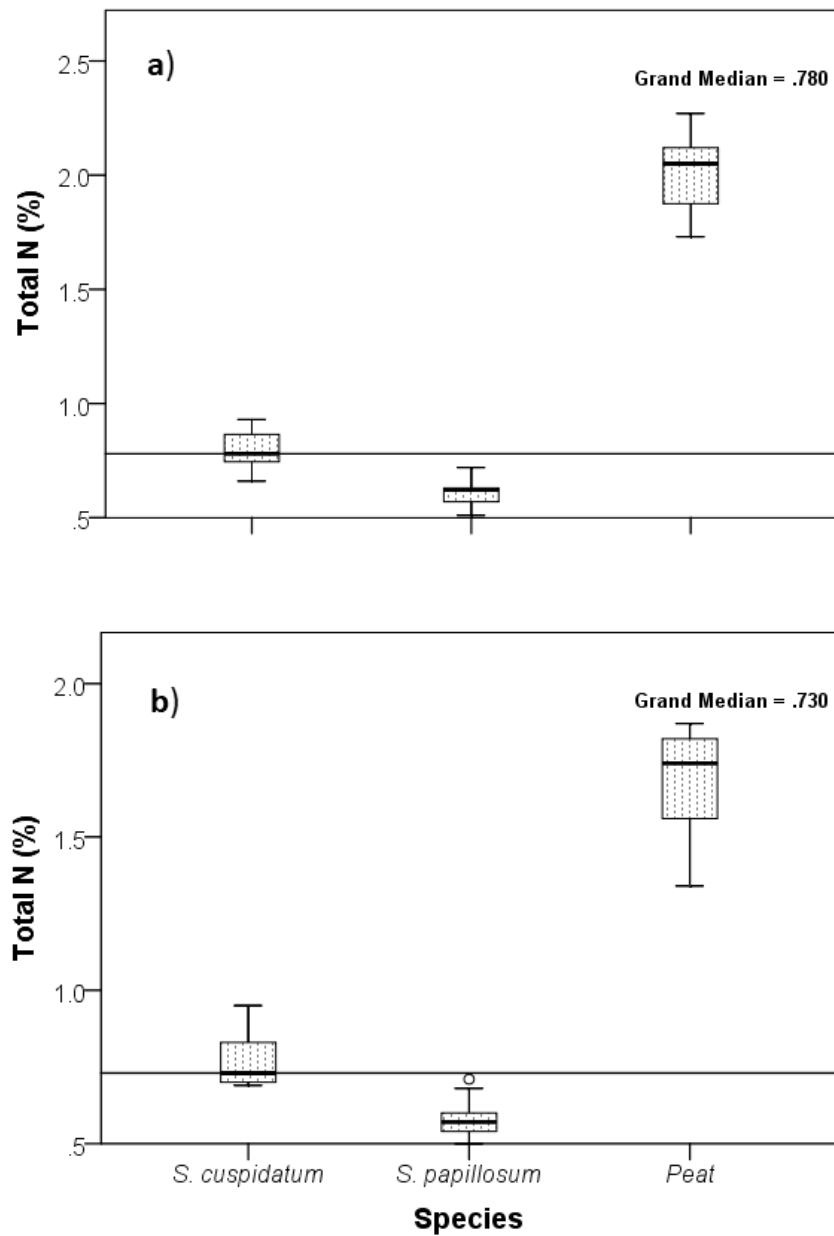 a)
Grand Median = .780
2.5
2.0
1.5
1.0
.5
Total N (%)
b)
Grand Median = .730
2.0
1.5
1.0
.5
Total N (%)
S. cuspidatum S. papillosum Peat
Species